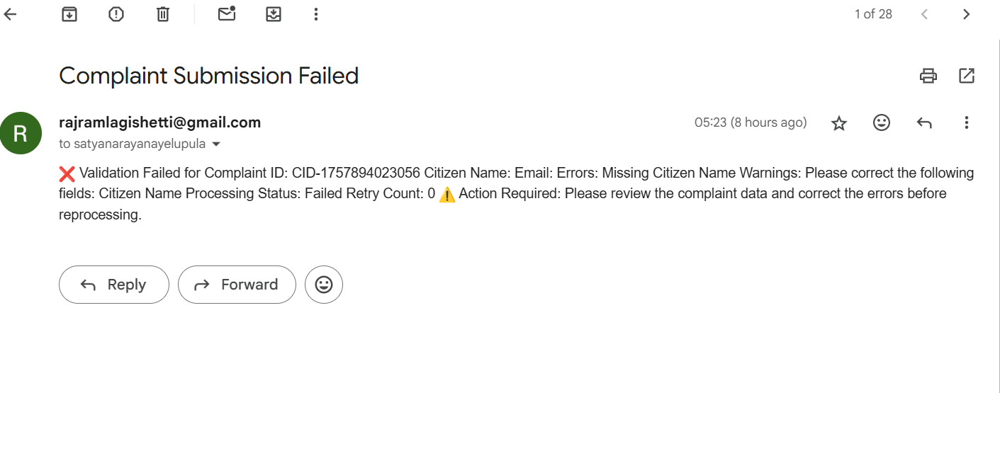 1 of 28
Complaint Submission Failed
R
rajramlagishetti@gmail.com
05:23 (8 hours ago)
to satyanarayanayelupula
❌ Validation Failed for Complaint ID: CID-1757894023056 Citizen Name: Email: Errors: Missing Citizen Name Warnings: Please correct the following
fields: Citizen Name Processing Status: Failed Retry Count: 0 ⚠️ Action Required: Please review the complaint data and correct the errors before
reprocessing.
Reply
Forward